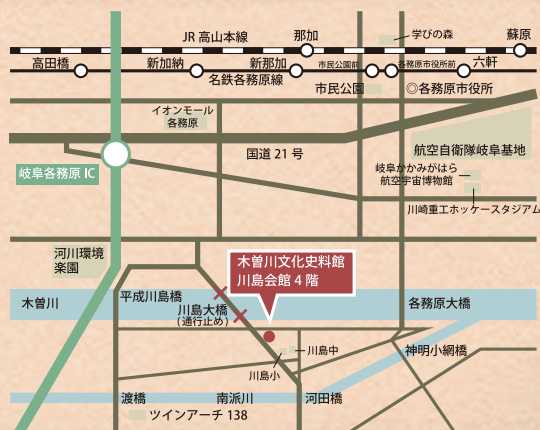 JR 高山本線
那加
学びの森
蘇原
高田橋
新加納
新那加
市民公園前
各務原市役所前
六軒
名鉄各務原線
市民公園
◎各務原市役所
イオンモール
各務原
国道 21 号
航空自衛隊岐阜基地
岐阜各務原 IC
岐阜かかみがはら
航空宇宙博物館
川崎重工ホッケースタジアム
河川環境
楽園
木曽川文化史料館
川島会館 4 階
木曽川
平成川島橋
川島大橋
(通行止め)
各務原大橋
川島中
神明小網橋
川島小
渡橋
南派川
河田橋
ツインアーチ 138